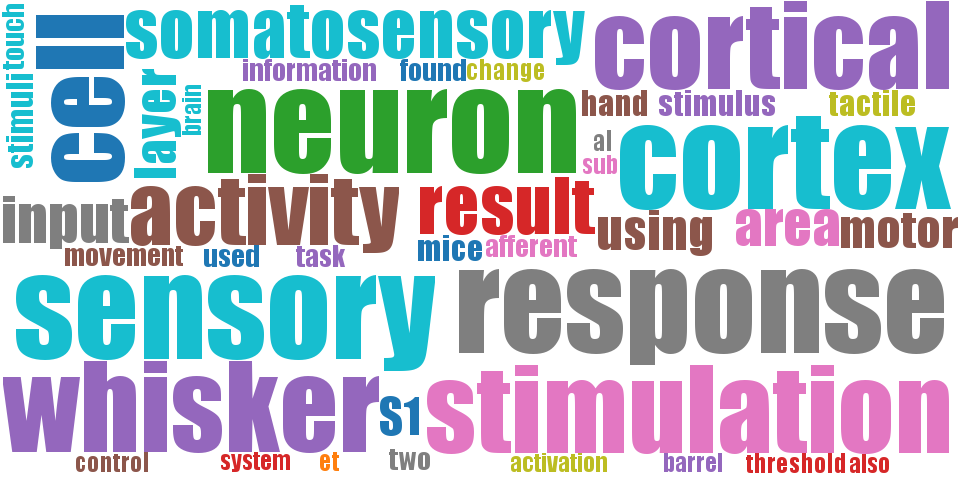 touch
stimuli
cell
somatosensory
cortical
information
found
change
layer
brain
neuron
hand
stimulus
tactile
al
sub
cortex
input
activity
result
using
area
motor
movement
used
task
mice
afferent
sensory
response
whisker
S1
stimulation
control
system
et
two
activation
barrel
threshold
also